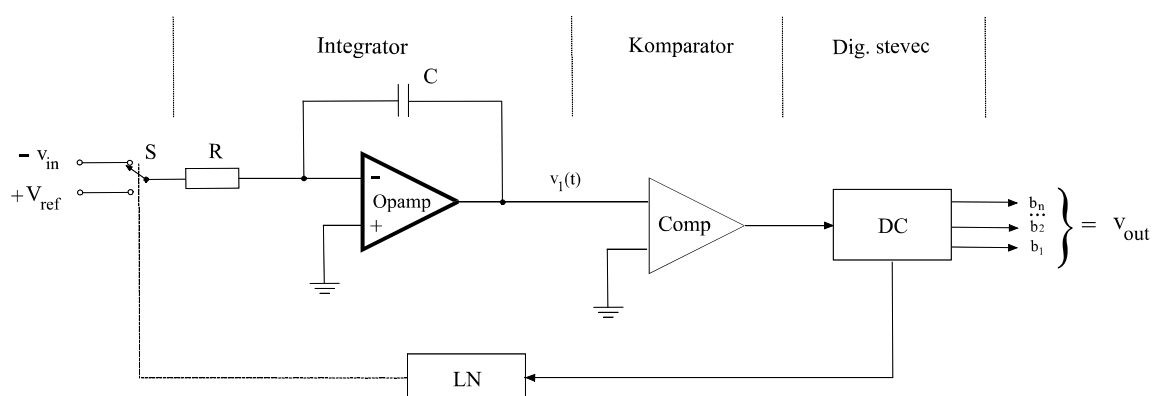 Integrator
Komparator
Dig. stevec
C
S
R
- v_in
+V_ref
-
Opamp
+
v_1(t)
Comp
DC
b_n
...
b_2
b_1
} = v_out
LN